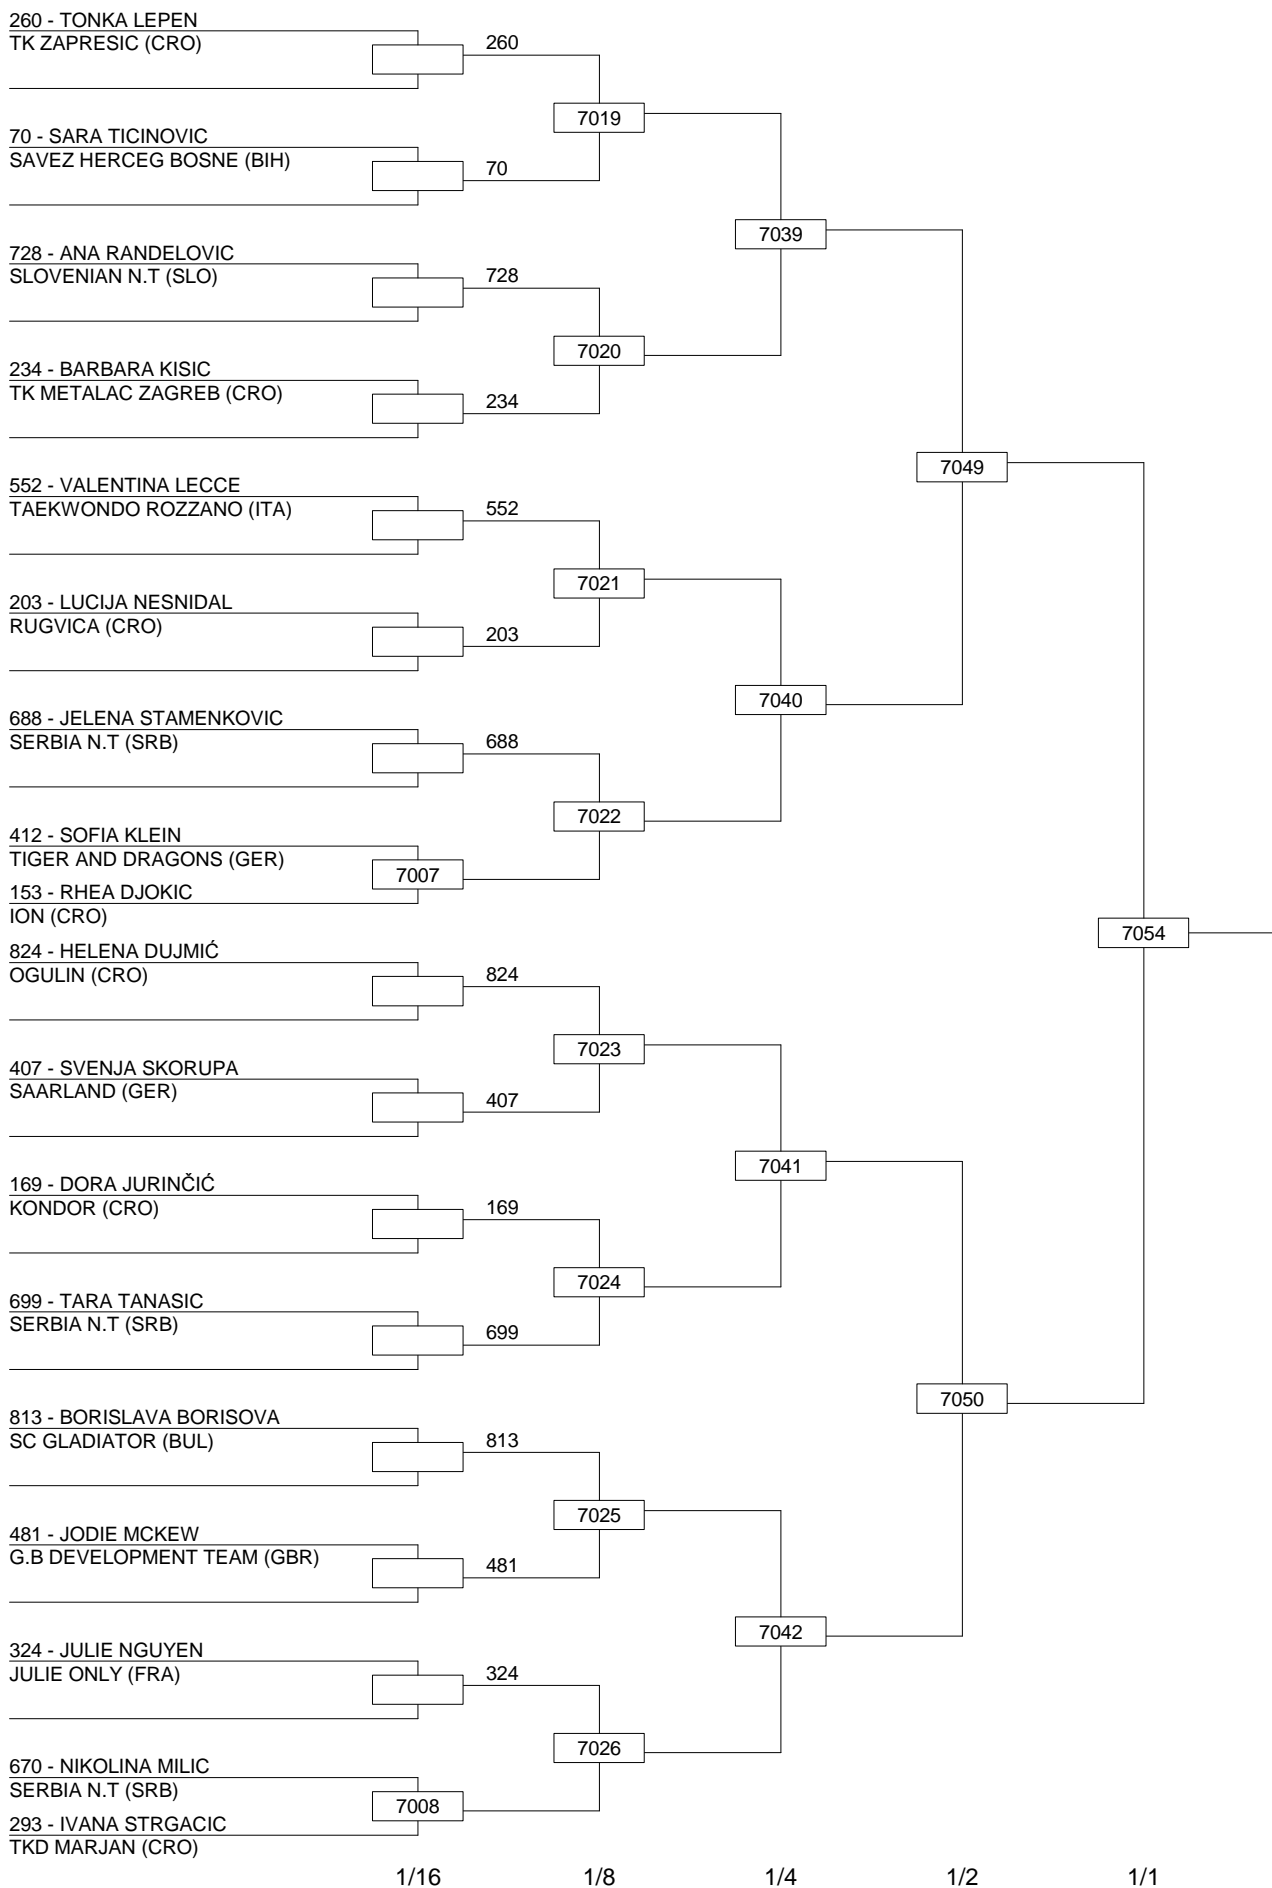 260 - TONKA LEPEN
TK ZAPRESIC (CRO)
260
7019
70 - SARA TICINOVIC
SAVEZ HERCEG BOSNE (BIH)
70
7039
728 - ANA RANDELOVIC
SLOVENIAN N.T (SLO)
728
7020
234 - BARBARA KISIC
TK METALAC ZAGREB (CRO)
234
7049
552 - VALENTINA LECCE
TAEKWONDO ROZZANO (ITA)
552
7021
203 - LUCIJA NESNIDAL
RUGVICA (CRO)
203
7040
688 - JELENA STAMENKOVIC
SERBIA N.T (SRB)
688
7022
412 - SOFIA KLEIN
TIGER AND DRAGONS (GER)
7007
153 - RHEA DJOKIC
ION (CRO)
7054
824 - HELENA DUJMIĆ
OGULIN (CRO)
824
7023
407 - SVENJA SKORUPA
SAARLAND (GER)
407
7041
169 - DORA JURINČIĆ
KONDOR (CRO)
169
7024
699 - TARA TANASIC
SERBIA N.T (SRB)
699
7050
813 - BORISLAVA BORISOVA
SC GLADIATOR (BUL)
813
7025
481 - JODIE MCKEW
G.B DEVELOPMENT TEAM (GBR)
481
7042
324 - JULIE NGUYEN
JULIE ONLY (FRA)
324
7026
670 - NIKOLINA MILIC
SERBIA N.T (SRB)
7008
293 - IVANA STRGACIC
TKD MARJAN (CRO)
1/16 1/8 1/4 1/2 1/1